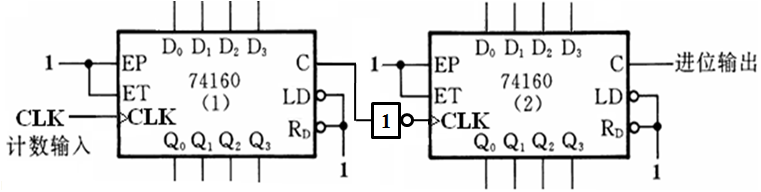 D₀ D₁ D₂ D₃ D₀ D₁ D₂ D₃
1 EP C 1 EP C 进位输出
74160 74160
ET (1) LD ET (2) LD
CLK CLK 1 CLK
计数输入 R_D R_D
Q₀ Q₁ Q₂ Q₃ Q₀ Q₁ Q₂ Q₃
1 1